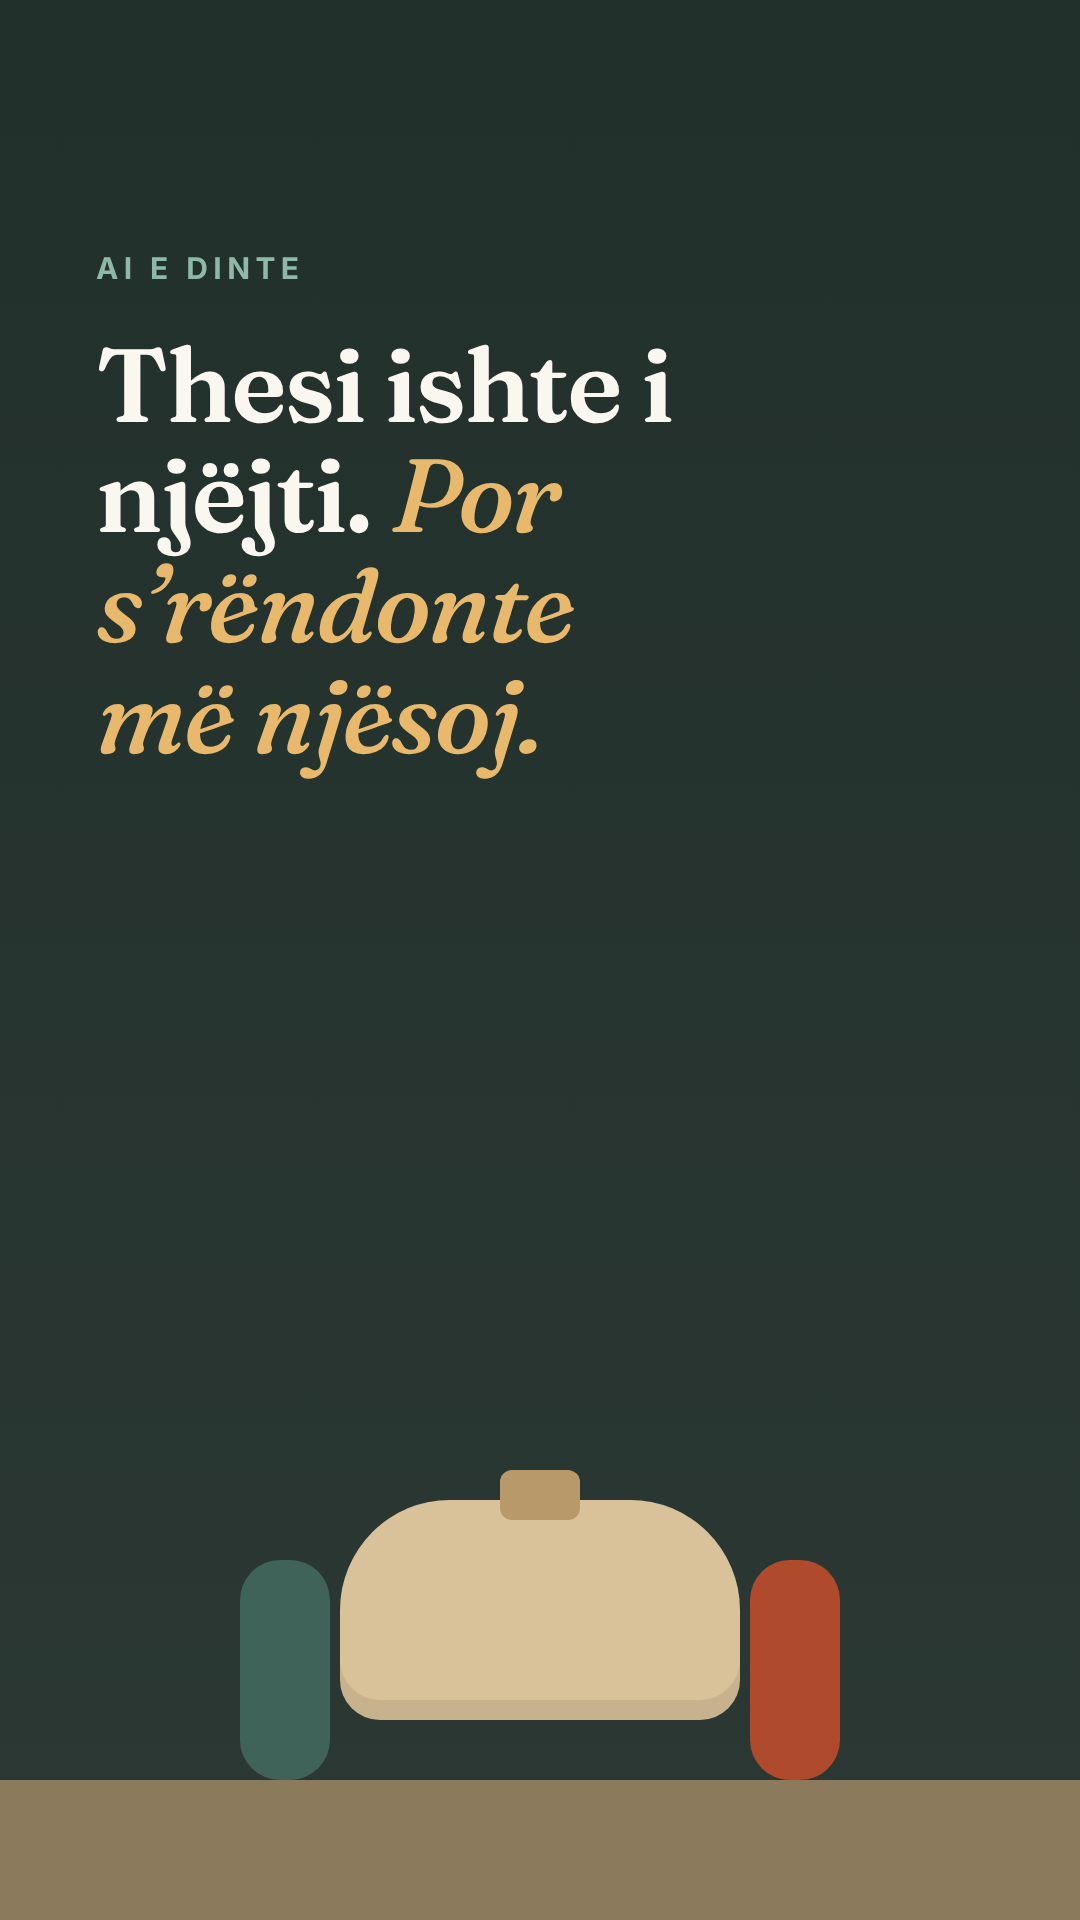 AI E DINTE
Thesi ishte i
njëjti. Por
s’rëndonte
më njësoj.